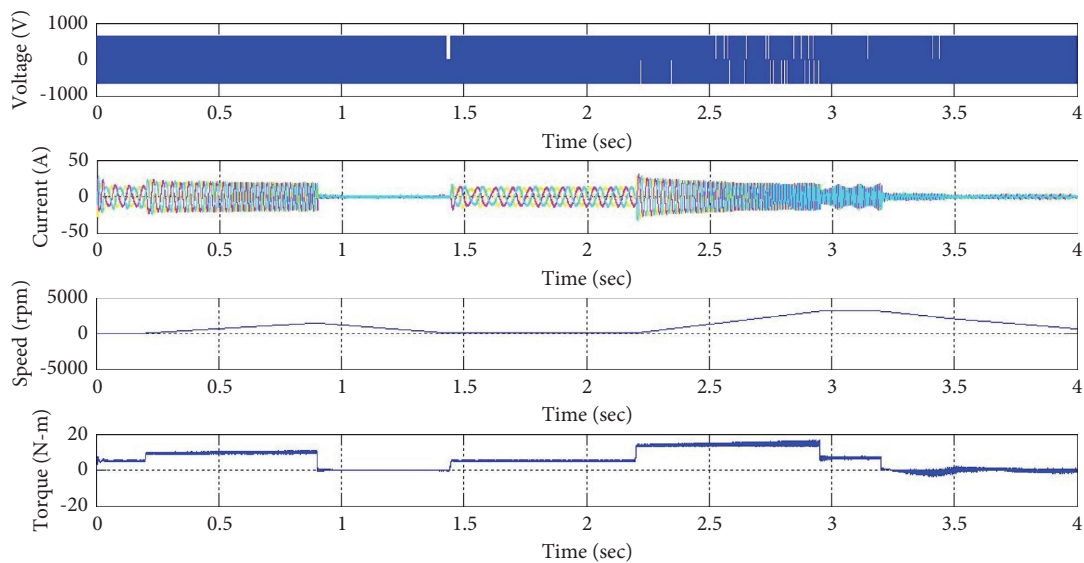 Voltage (V)
1000
0
-1000
0 0.5 1 1.5 2 2.5 3 3.5 4
Time (sec)
Current (A)
50
0
-50
0 0.5 1 1.5 2 2.5 3 3.5 4
Time (sec)
Speed (rpm)
5000
0
-5000
0 0.5 1 1.5 2 2.5 3 3.5 4
Time (sec)
Torque (N-m)
20
0
-20
0 0.5 1 1.5 2 2.5 3 3.5 4
Time (sec)